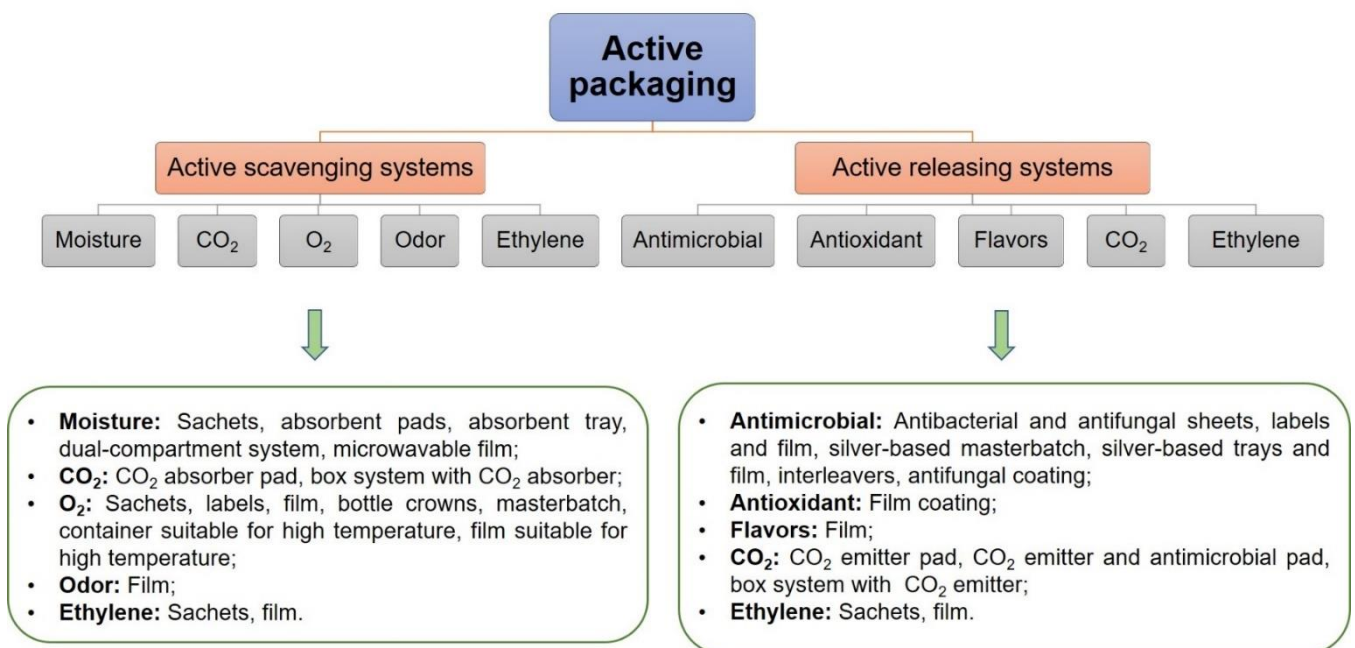 Active
packaging
Active scavenging systems
Active releasing systems
Moisture
CO₂
O₂
Odor
Ethylene
Antimicrobial
Antioxidant
Flavors
CO₂
Ethylene
• Moisture: Sachets, absorbent pads, absorbent tray,
dual-compartment system, microwavable film;
• CO₂: CO₂ absorber pad, box system with CO₂ absorber;
• O₂: Sachets, labels, film, bottle crowns, masterbatch,
container suitable for high temperature, film suitable for
high temperature;
• Odor: Film;
• Ethylene: Sachets, film.
• Antimicrobial: Antibacterial and antifungal sheets, labels
and film, silver-based masterbatch, silver-based trays and
film, interleavers, antifungal coating;
• Antioxidant: Film coating;
• Flavors: Film;
• CO₂: CO₂ emitter pad, CO₂ emitter and antimicrobial pad,
box system with CO₂ emitter;
• Ethylene: Sachets, film.